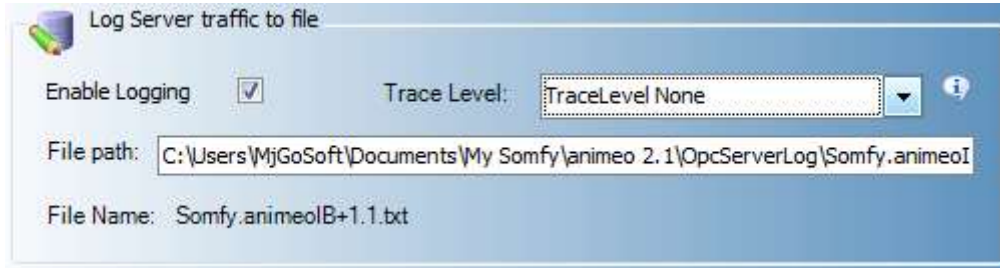 Log Server traffic to file
Enable Logging Trace Level: TraceLevel None
File path: C:\Users\MjGoSoft\Documents\My Somfy\animeo 2.1\OpcServerLog\Somfy.animeoI
File Name: Somfy.animeoIB+1.1.txt